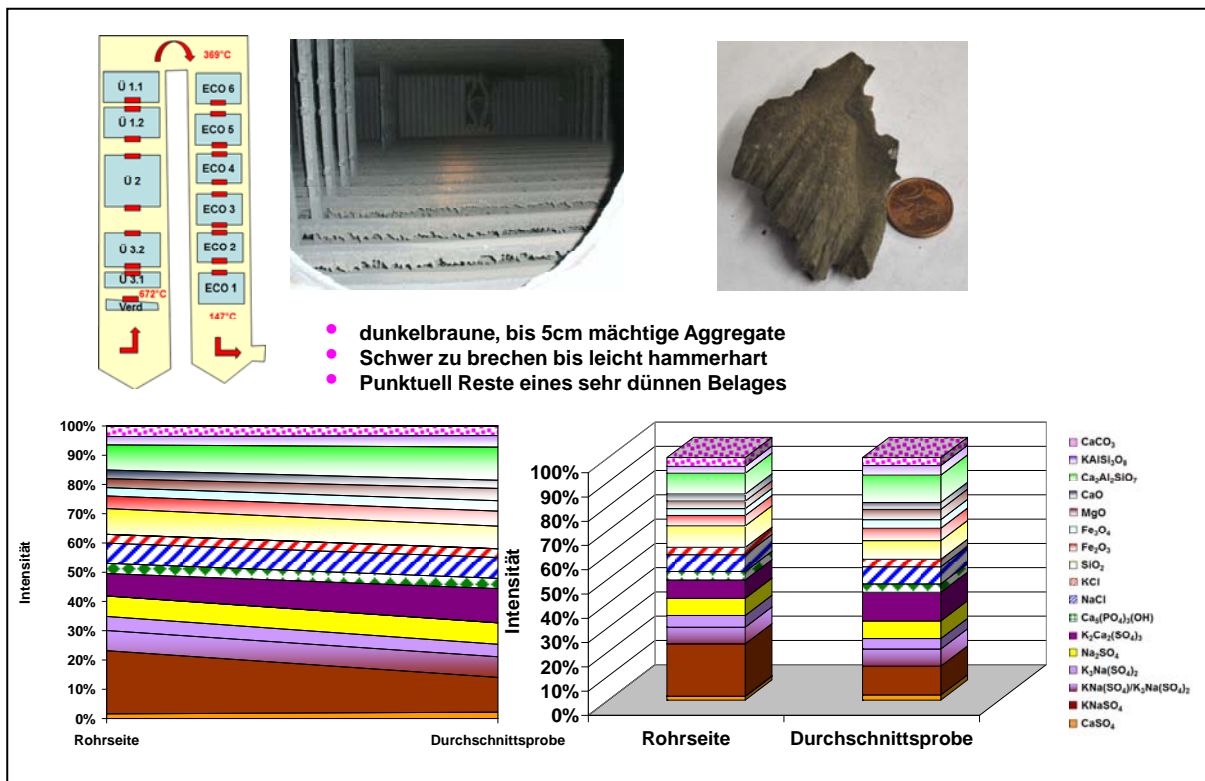 369°C
Ü 1.1
Ü 1.2
Ü 2
Ü 3.2
Ü 3.1
672°C
Verd
ECO 6
ECO 5
ECO 4
ECO 3
ECO 2
ECO 1
147°C
• dunkelbraune, bis 5cm mächtige Aggregate
• Schwer zu brechen bis leicht hammerhart
• Punktuell Reste eines sehr dünnen Belages
Intensität
100%
90%
80%
70%
60%
50%
40%
30%
20%
10%
0%
Rohrseite
Durchschnittsprobe
Intensität
100%
90%
80%
70%
60%
50%
40%
30%
20%
10%
0%
Rohrseite
Durchschnittsprobe
CaCO₃
KAlSi₃O₈
Ca₂Al₂SiO₇
CaO
MgO
Fe₃O₄
Fe₂O₃
SiO₂
KCl
NaCl
Ca₅(PO₄)₃(OH)
K₂Ca₂(SO₄)₃
Na₂SO₄
K₃Na(SO₄)₂
KNa(SO₄)/K₃Na(SO₄)₂
KNaSO₄
CaSO₄